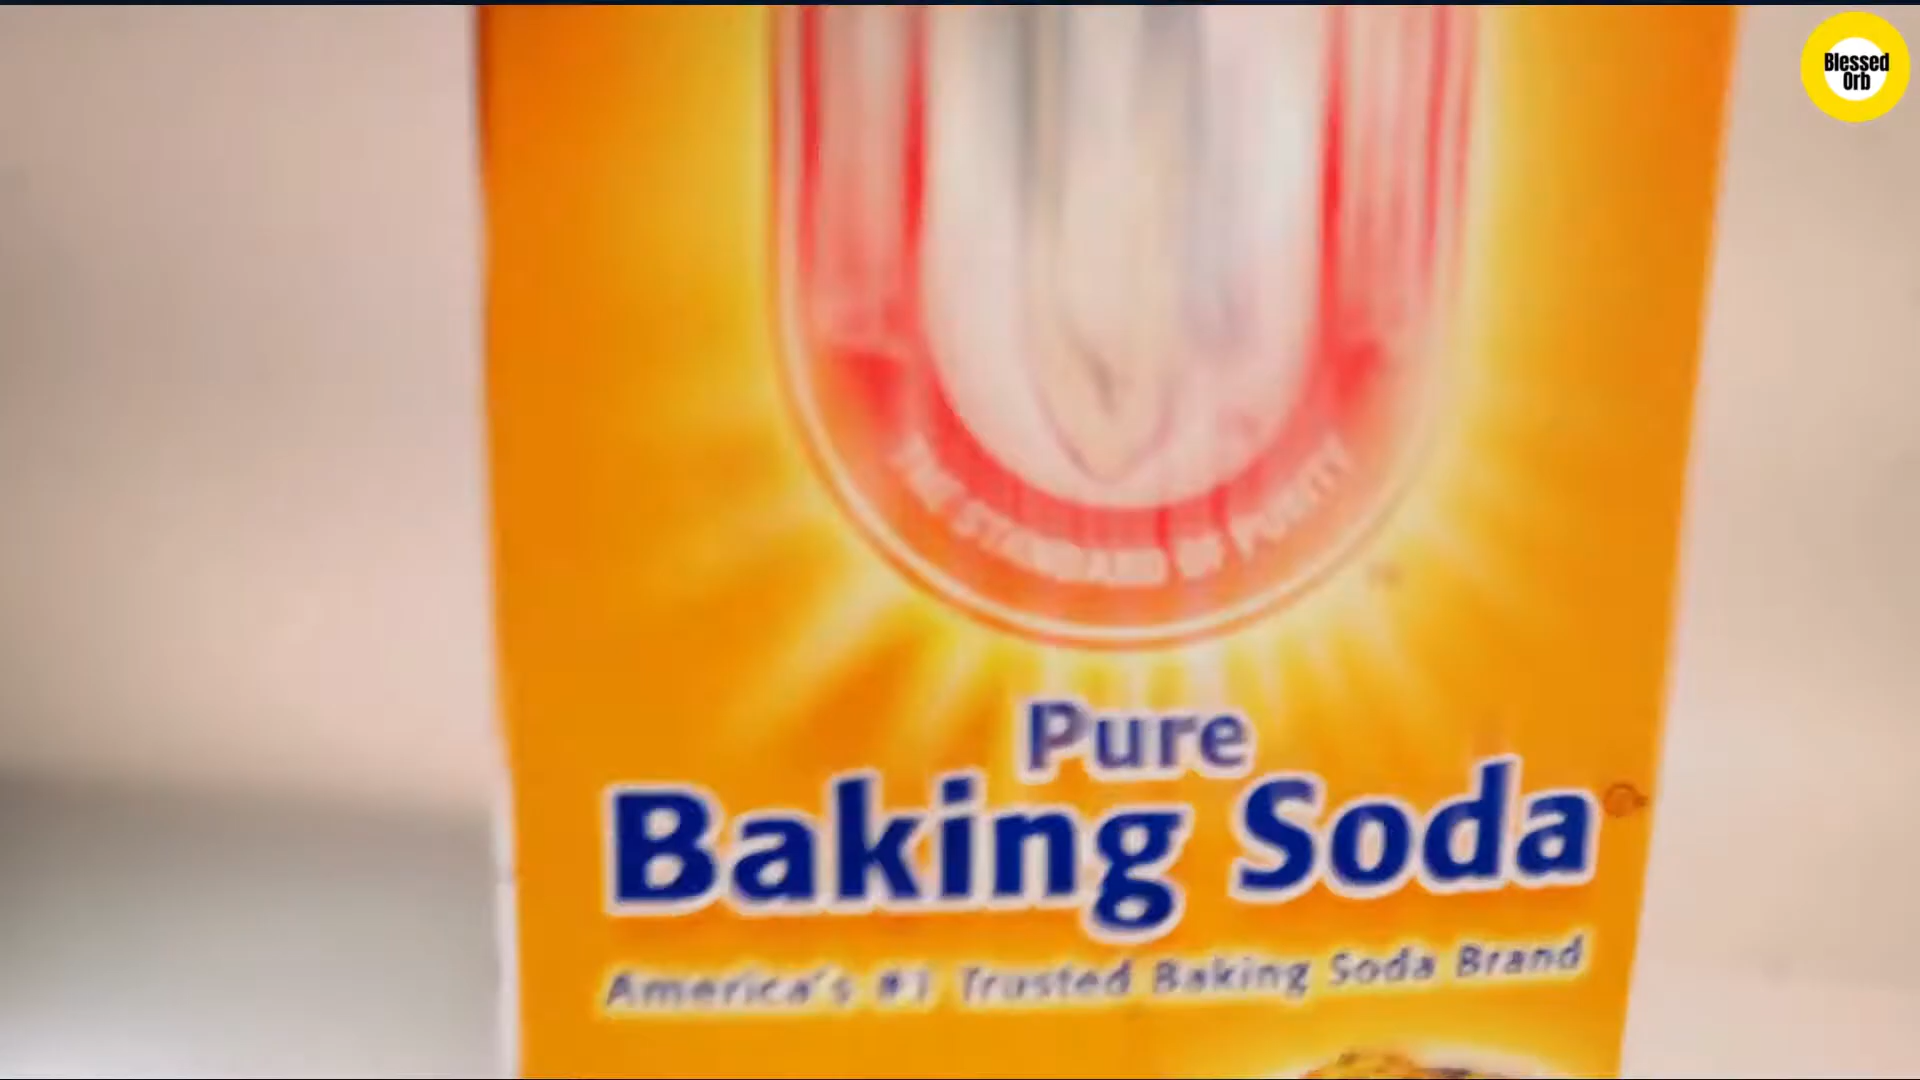 Blessed
Orb
THE STANDARD OF PURITY
Pure
Baking Soda
America's #1 Trusted Baking Soda Brand